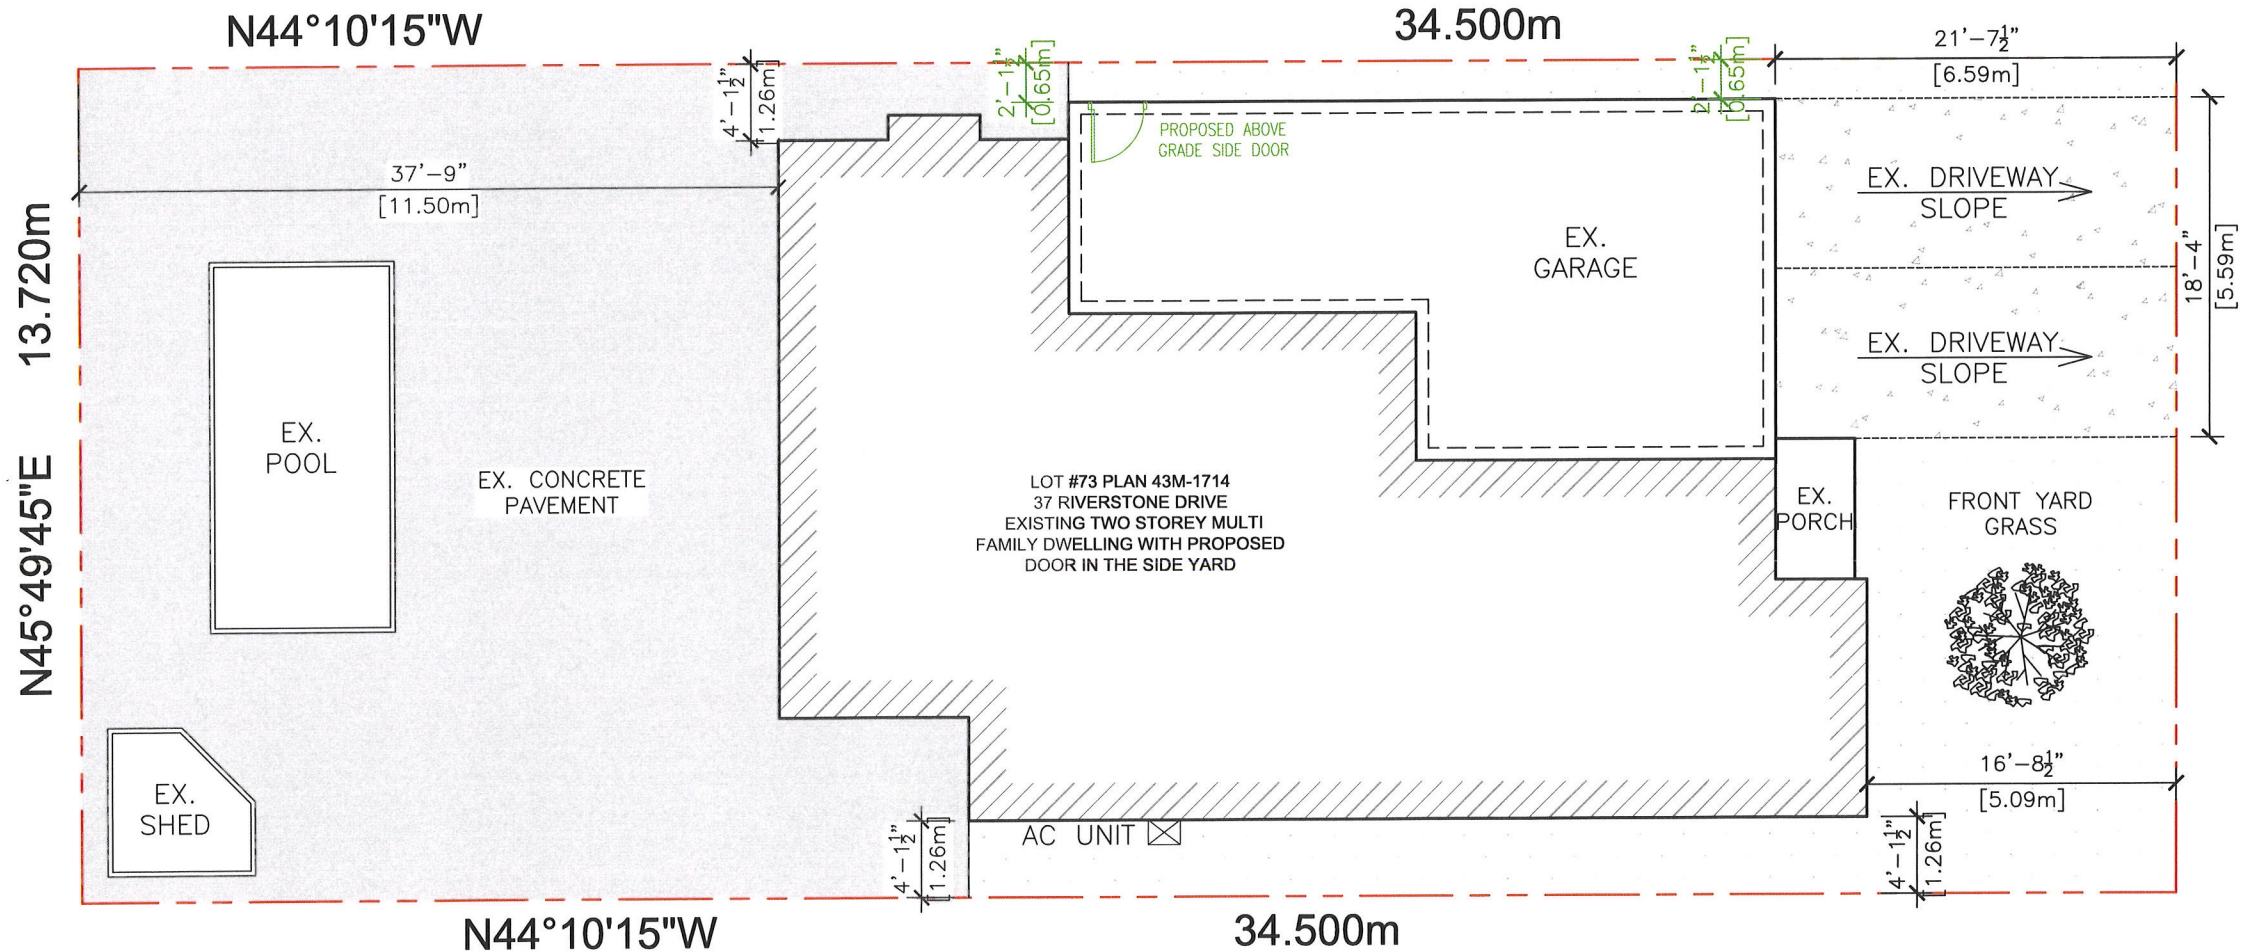 N44°10'15"W
34.500m
21'-7½"
[6.59m]
4'-1½"
[1.26m]
2'-1½"
[0.65m]
2'-1½"
[0.65m]
PROPOSED ABOVE
GRADE SIDE DOOR
37'-9"
[11.50m]
EX. DRIVEWAY
SLOPE
EX.
GARAGE
18'-4"
[5.59m]
13.720m
N45°49'45"E
EX. DRIVEWAY
SLOPE
EX.
POOL
EX. CONCRETE
PAVEMENT
LOT #73 PLAN 43M-1714
37 RIVERSTONE DRIVE
EXISTING TWO STOREY MULTI
FAMILY DWELLING WITH PROPOSED
DOOR IN THE SIDE YARD
EX.
PORCH
FRONT YARD
GRASS
EX.
SHED
16'-8½"
[5.09m]
AC UNIT
4'-1½"
[1.26m]
4'-1½"
[1.26m]
N44°10'15"W
34.500m